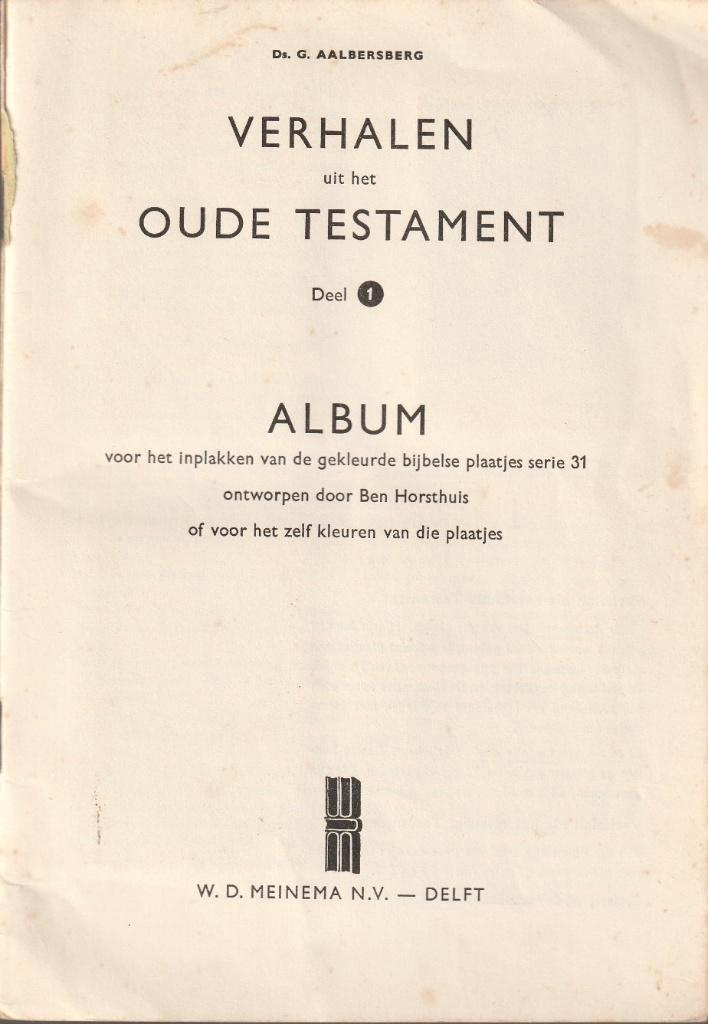 Ds. G. AALBERSBERG
VERHALEN
uit het
OUDE TESTAMENT
Deel 1
ALBUM
voor het inplakken van de gekleurde bijbelse plaatjes serie 31
ontworpen door Ben Horsthuis
of voor het zelf kleuren van die plaatjes
W. D. MEINEMA N.V. — DELFT